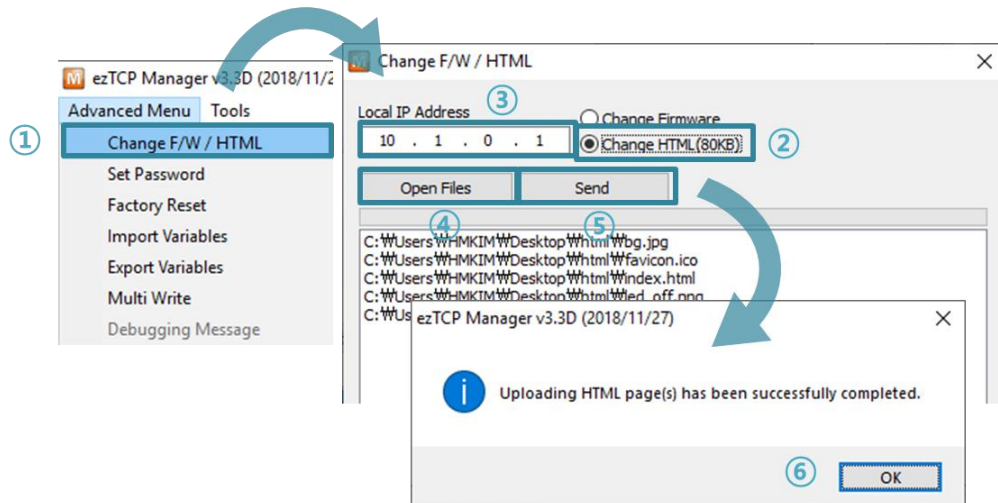 ezTCP Manager v3.3D (2018/11/2
Advanced Menu Tools
① Change F/W / HTML
Set Password
Factory Reset
Import Variables
Export Variables
Multi Write
Debugging Message
Change F/W / HTML
Local IP Address ③
Change Firmware
10 . 1 . 0 . 1
Change HTML(80KB) ②
Open Files Send
④ ⑤
C:₩Users₩HMKIM₩Desktop₩html₩bg.jpg
C:₩Users₩HMKIM₩Desktop₩html₩favicon.ico
C:₩Users₩HMKIM₩Desktop₩html₩index.html
C:₩Users₩HMKIM₩Desktop₩html₩led_off.png
C:₩Us
ezTCP Manager v3.3D (2018/11/27)
Uploading HTML page(s) has been successfully completed.
⑥ OK